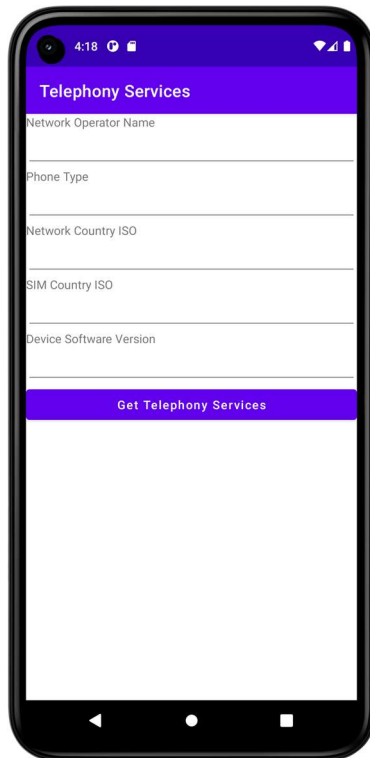 4:18
Telephony Services
Network Operator Name
Phone Type
Network Country ISO
SIM Country ISO
Device Software Version
Get Telephony Services